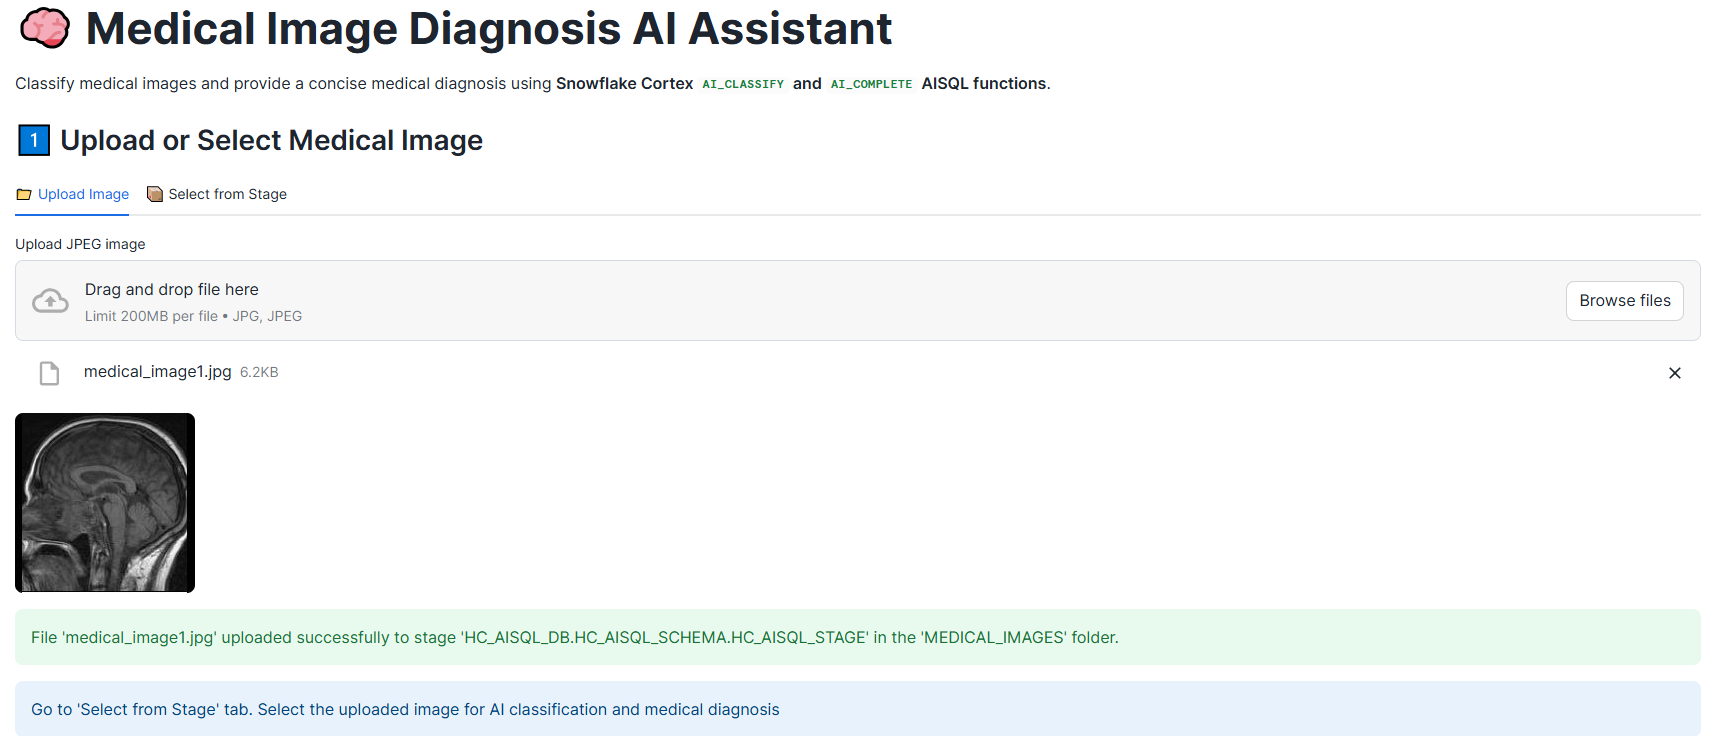 Medical Image Diagnosis AI Assistant
Classify medical images and provide a concise medical diagnosis using Snowflake Cortex AI_CLASSIFY and AI_COMPLETE AISQL functions.
1 Upload or Select Medical Image
Upload Image Select from Stage
Upload JPEG image
Drag and drop file here
Limit 200MB per file • JPG, JPEG
Browse files
medical_image1.jpg 6.2KB
File 'medical_image1.jpg' uploaded successfully to stage 'HC_AISQL_DB.HC_AISQL_SCHEMA.HC_AISQL_STAGE' in the 'MEDICAL_IMAGES' folder.
Go to 'Select from Stage' tab. Select the uploaded image for AI classification and medical diagnosis